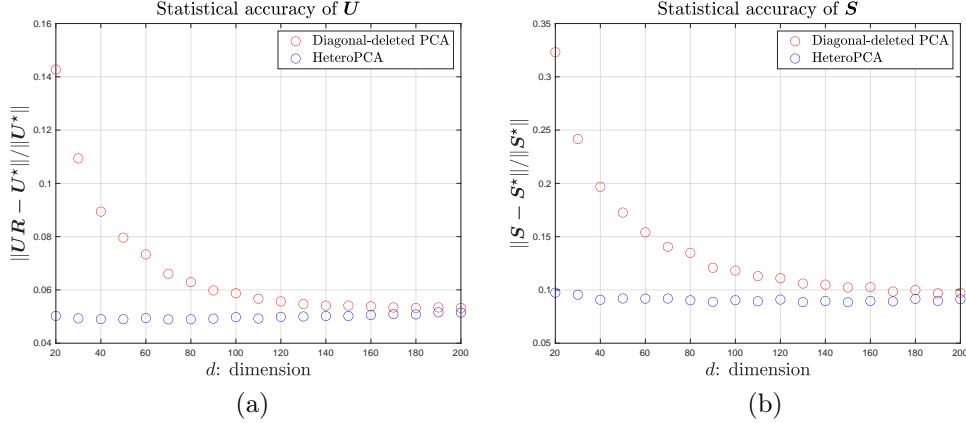 Statistical accuracy of U
0.16
0.14
0.12
0.1
0.08
0.06
0.04
20
40
60
80
100
120
140
160
180
200
∥UR − U⋆∥/∥U⋆∥
d: dimension
Diagonal-deleted PCA
HeteroPCA
(a)
Statistical accuracy of S
0.35
0.3
0.25
0.2
0.15
0.1
0.05
20
40
60
80
100
120
140
160
180
200
∥S − S⋆∥/∥S⋆∥
d: dimension
Diagonal-deleted PCA
HeteroPCA
(b)